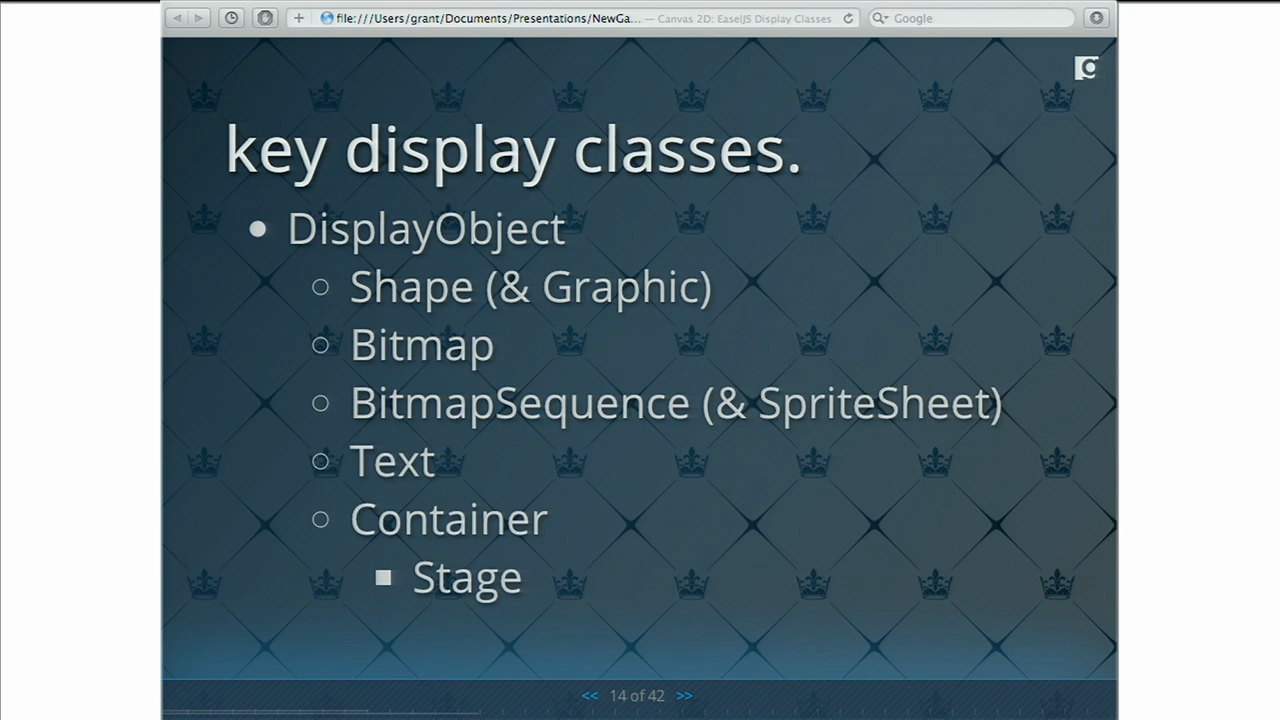 file:///Users/grant/Documents/Presentations/NewGa... — Canvas 2D: EaselJS Display Classes
Google
g
key display classes.
DisplayObject
Shape (& Graphic)
Bitmap
BitmapSequence (& SpriteSheet)
Text
Container
Stage
<< 14 of 42 >>